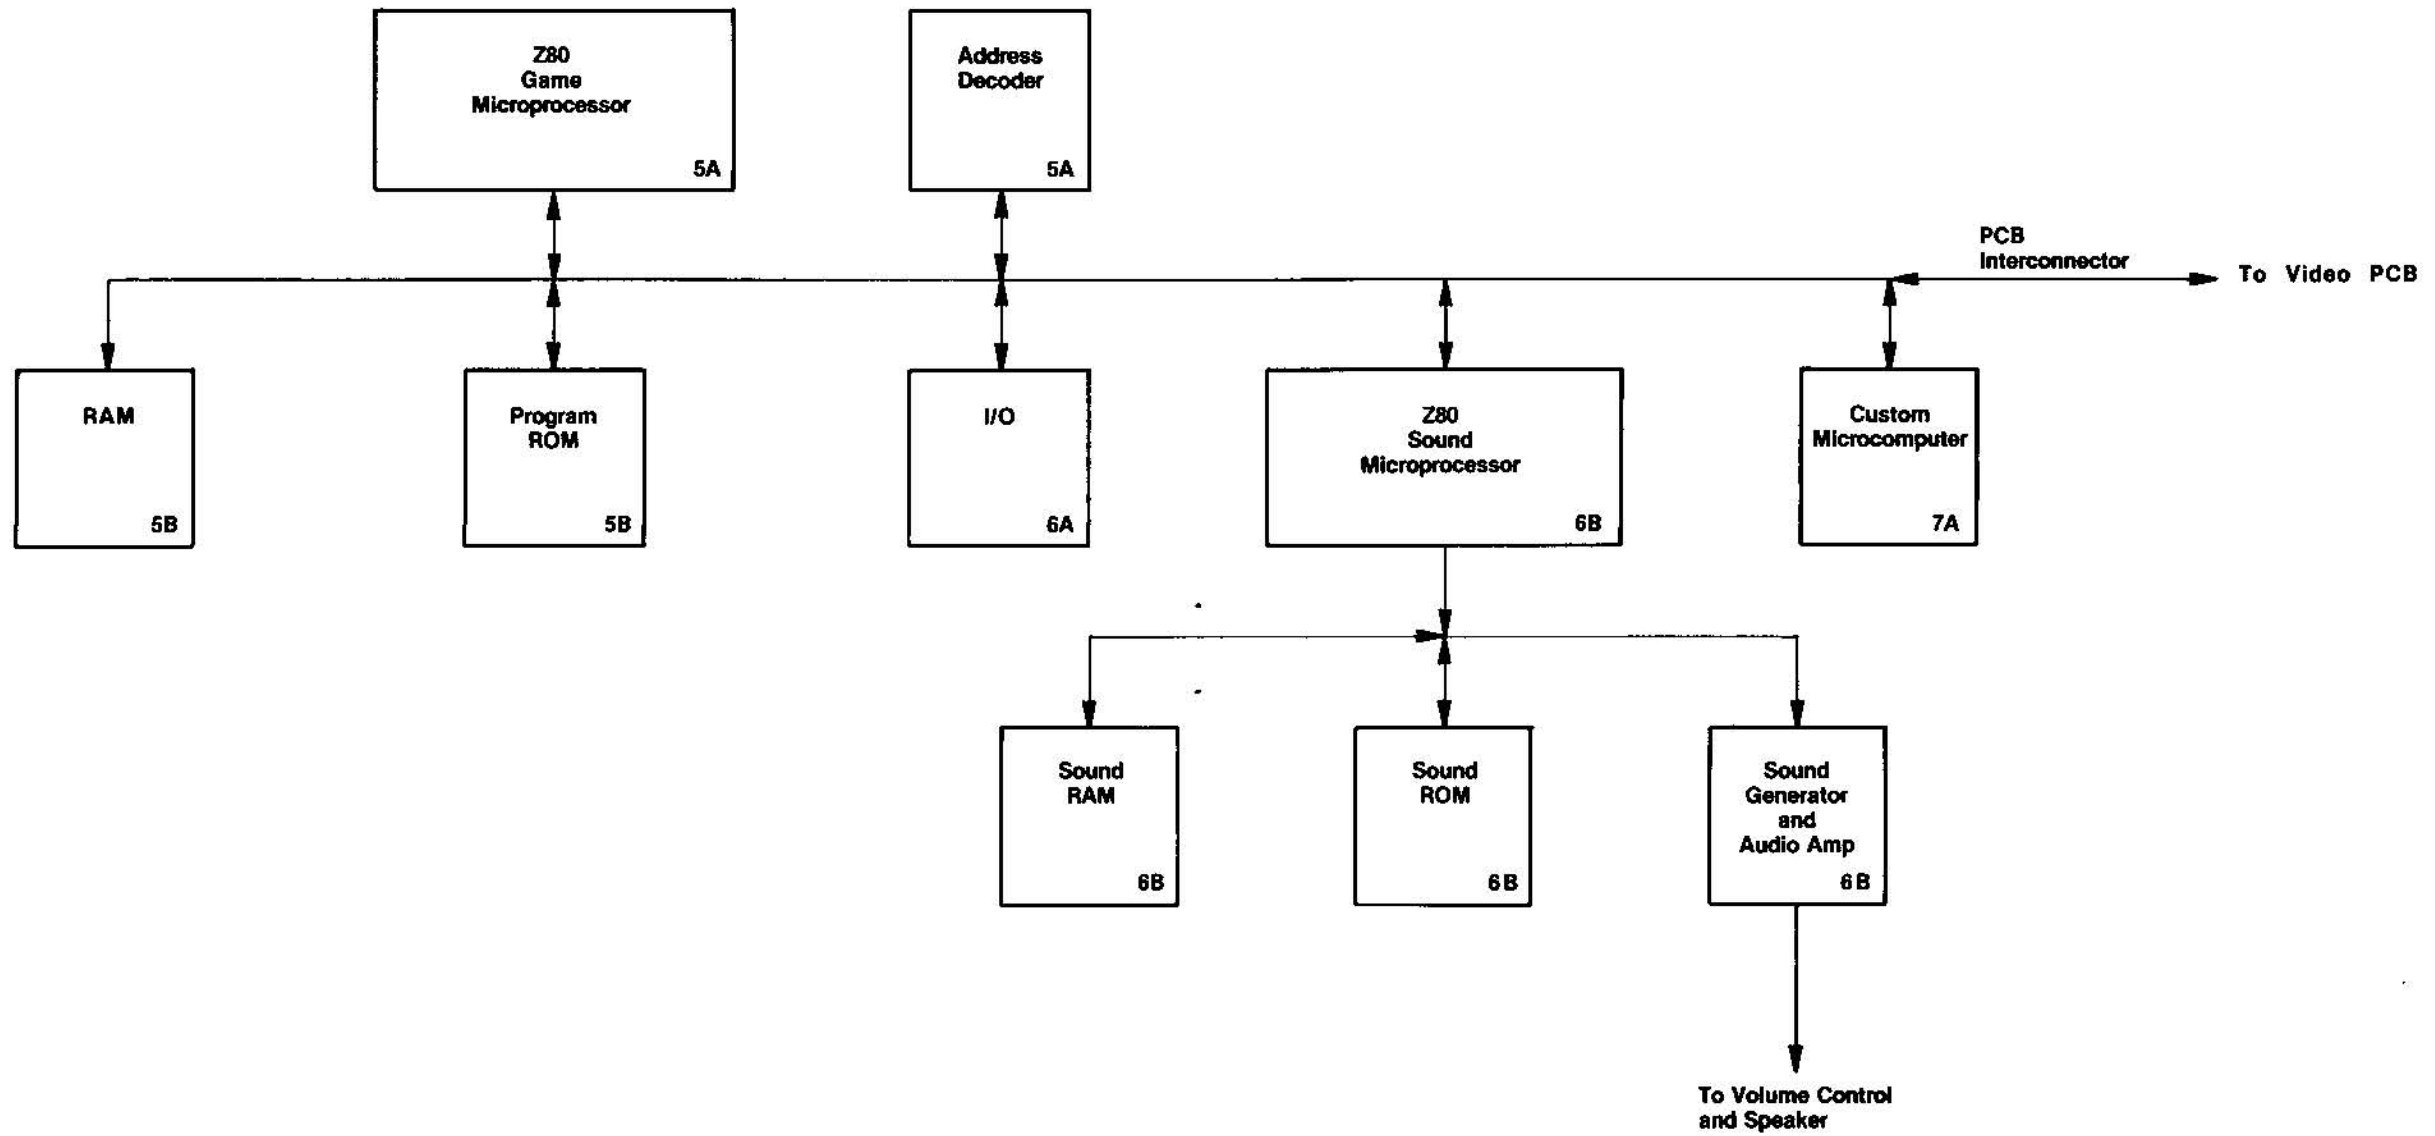 Z80
Game
Microprocessor
5A
Address
Decoder
5A
PCB
Interconnector
To Video PCB
RAM
5B
Program
ROM
5B
I/O
6A
Z80
Sound
Microprocessor
6B
Custom
Microcomputer
7A
Sound
RAM
6B
Sound
ROM
6B
Sound
Generator
and
Audio Amp
6B
To Volume Control
and Speaker